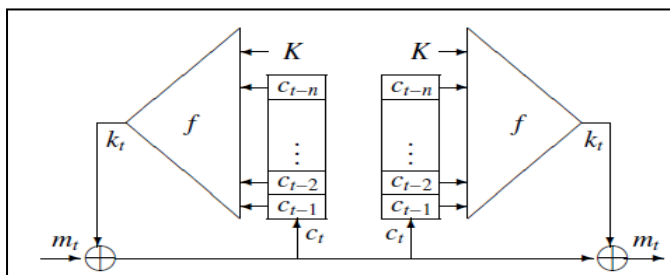 K K
c_{t−n} c_{t−n}
f f
k_t k_t
⋮ ⋮
c_{t−2} c_{t−2}
c_{t−1} c_{t−1}
c_t c_t
m_t m_t